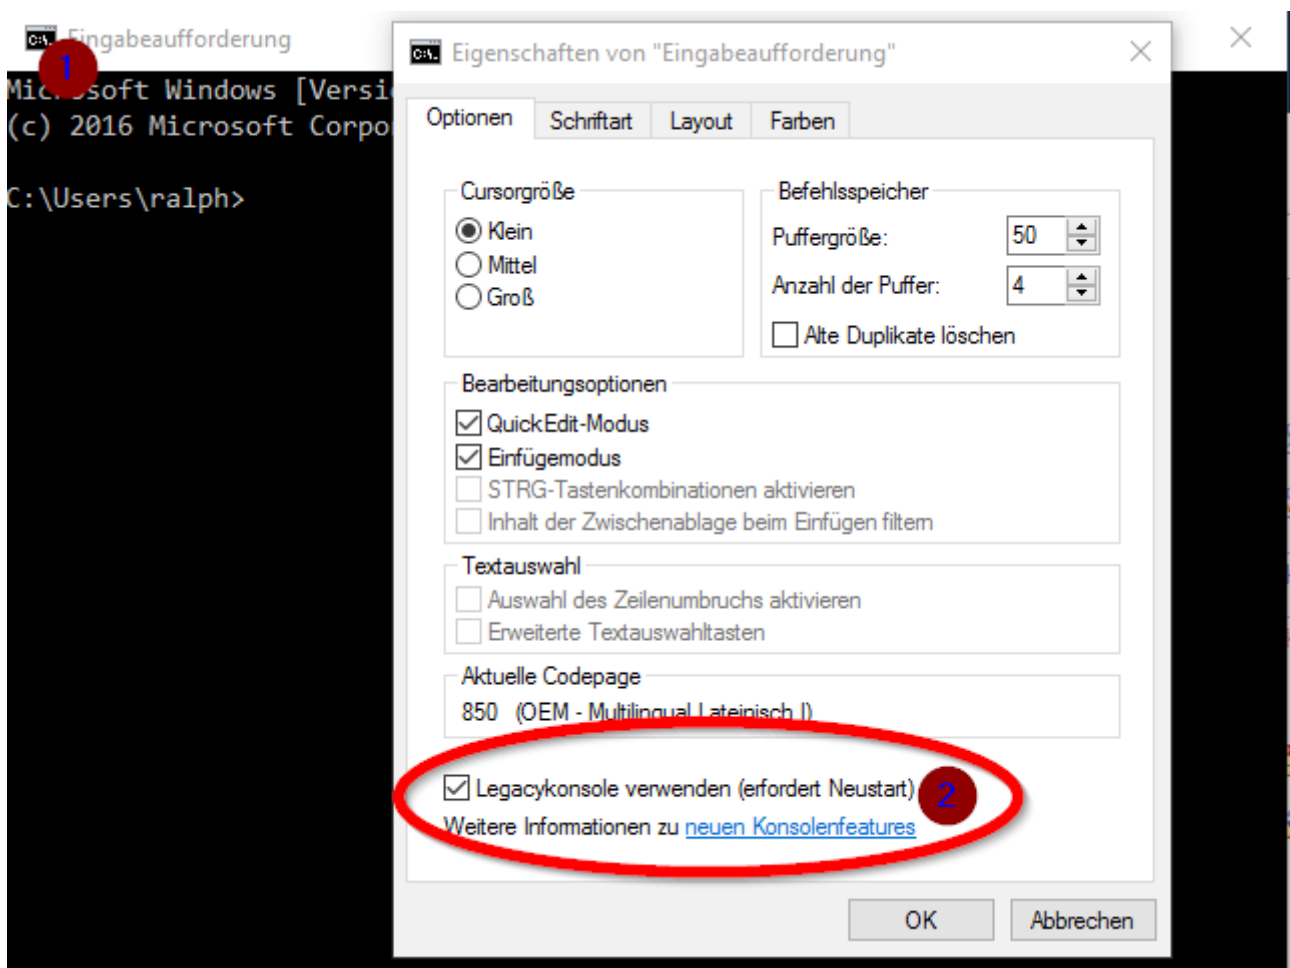 Eingabeaufforderung
1
Microsoft Windows [Versi
(c) 2016 Microsoft Corpo
C:\Users\ralph>
Eigenschaften von "Eingabeaufforderung"
Optionen Schriftart Layout Farben
Cursorgröße
Klein
Mittel
Groß
Befehlsspeicher
Puffergröße: 50
Anzahl der Puffer: 4
Alte Duplikate löschen
Bearbeitungsoptionen
QuickEdit-Modus
Einfügemodus
STRG-Tastenkombinationen aktivieren
Inhalt der Zwischenablage beim Einfügen filtern
Textauswahl
Auswahl des Zeilenumbruchs aktivieren
Erweiterte Textauswahltasten
Aktuelle Codepage
850 (OEM - Multilingual Lateinisch I)
Legacykonsole verwenden (erfordert Neustart) 2
Weitere Informationen zu neuen Konsolenfeatures
OK Abbrechen